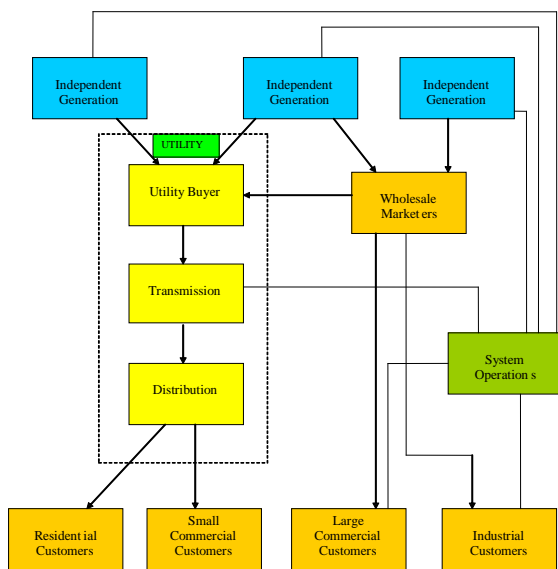 Independent
Generation
Independent
Generation
Independent
Generation
UTILITY
Utility Buyer
Wholesale
Marketers
Transmission
System
Operations
Distribution
Residential
Customers
Small
Commercial
Customers
Large
Commercial
Customers
Industrial
Customers